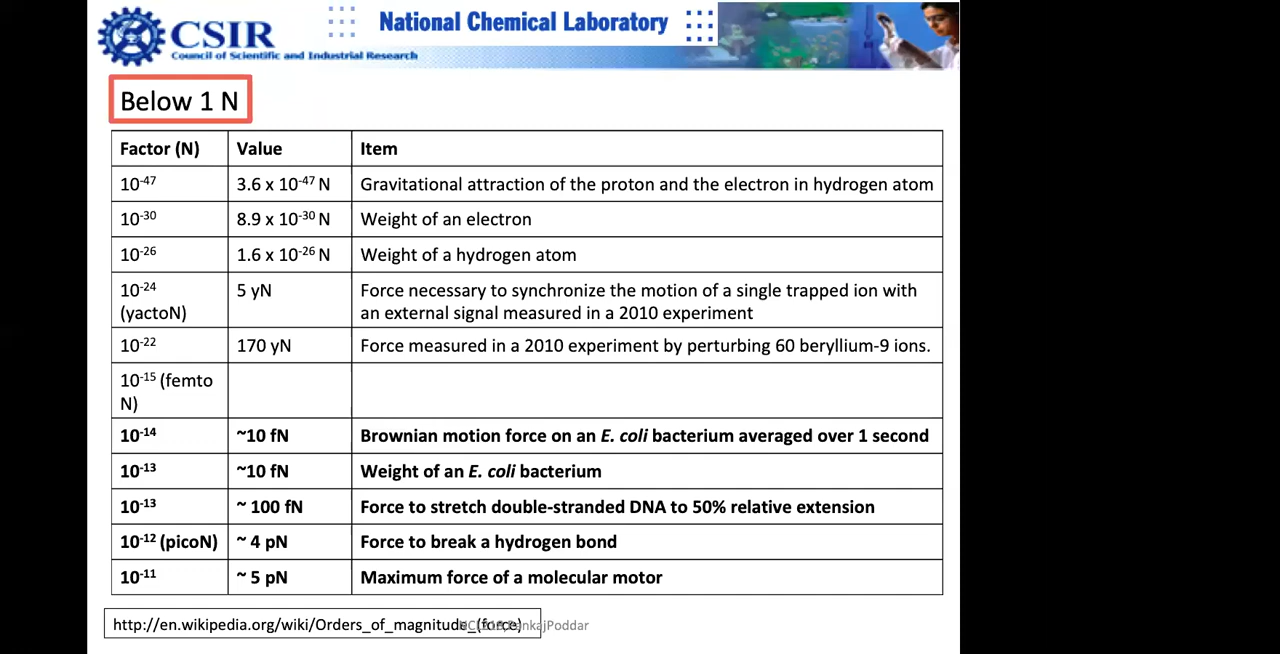 CSIR
Council of Scientific and Industrial Research
National Chemical Laboratory
Below 1 N
Factor (N) Value Item
10⁻⁴⁷ 3.6 x 10⁻⁴⁷ N Gravitational attraction of the proton and the electron in hydrogen atom
10⁻³⁰ 8.9 x 10⁻³⁰ N Weight of an electron
10⁻²⁶ 1.6 x 10⁻²⁶ N Weight of a hydrogen atom
10⁻²⁴ 5 yN Force necessary to synchronize the motion of a single trapped ion with
(yactoN) an external signal measured in a 2010 experiment
10⁻²² 170 yN Force measured in a 2010 experiment by perturbing 60 beryllium-9 ions.
10⁻¹⁵ (femto
N)
10⁻¹⁴ ~10 fN Brownian motion force on an E. coli bacterium averaged over 1 second
10⁻¹³ ~10 fN Weight of an E. coli bacterium
10⁻¹³ ~ 100 fN Force to stretch double-stranded DNA to 50% relative extension
10⁻¹² (picoN) ~ 4 pN Force to break a hydrogen bond
10⁻¹¹ ~ 5 pN Maximum force of a molecular motor
http://en.wikipedia.org/wiki/Orders_of_magnitude_(force)